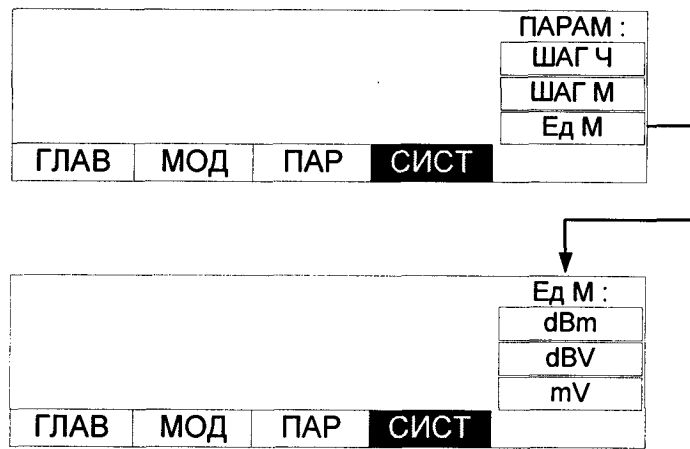 ПАРАМ :
ШАГ Ч
ШАГ М
Ед М
ГЛАВ МОД ПАР СИСТ
Ед М :
dBm
dBV
mV
ГЛАВ МОД ПАР СИСТ